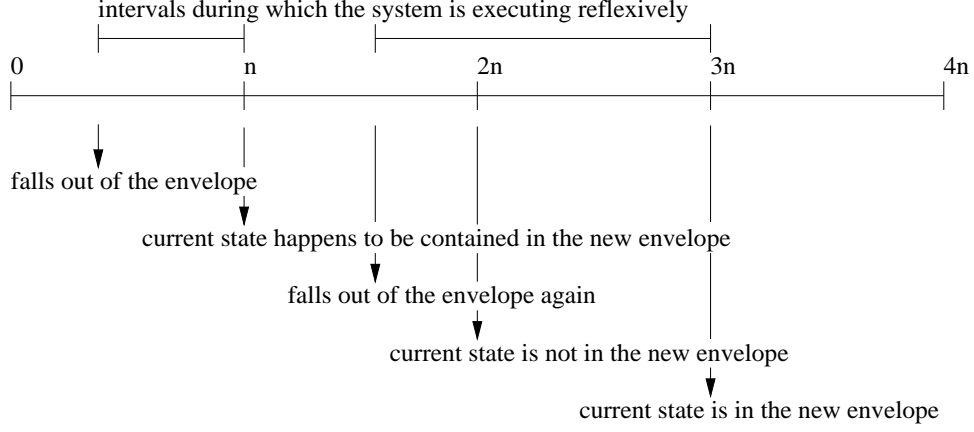 intervals during which the system is executing reflexively
0 n 2n 3n 4n
falls out of the envelope
current state happens to be contained in the new envelope
falls out of the envelope again
current state is not in the new envelope
current state is in the new envelope